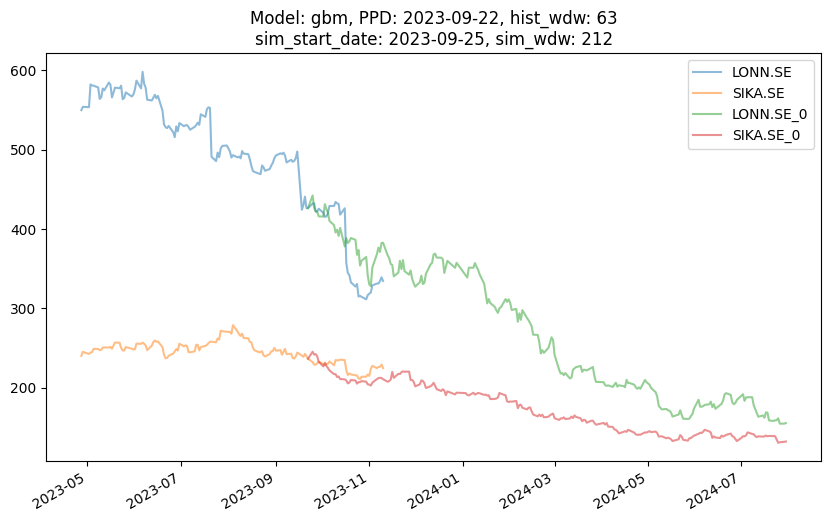 Model: gbm, PPD: 2023-09-22, hist_wdw: 63
sim_start_date: 2023-09-25, sim_wdw: 212
LONN.SE
SIKA.SE
LONN.SE_0
SIKA.SE_0
600
500
400
300
200
2023-05
2023-07
2023-09
2023-11
2024-01
2024-03
2024-05
2024-07